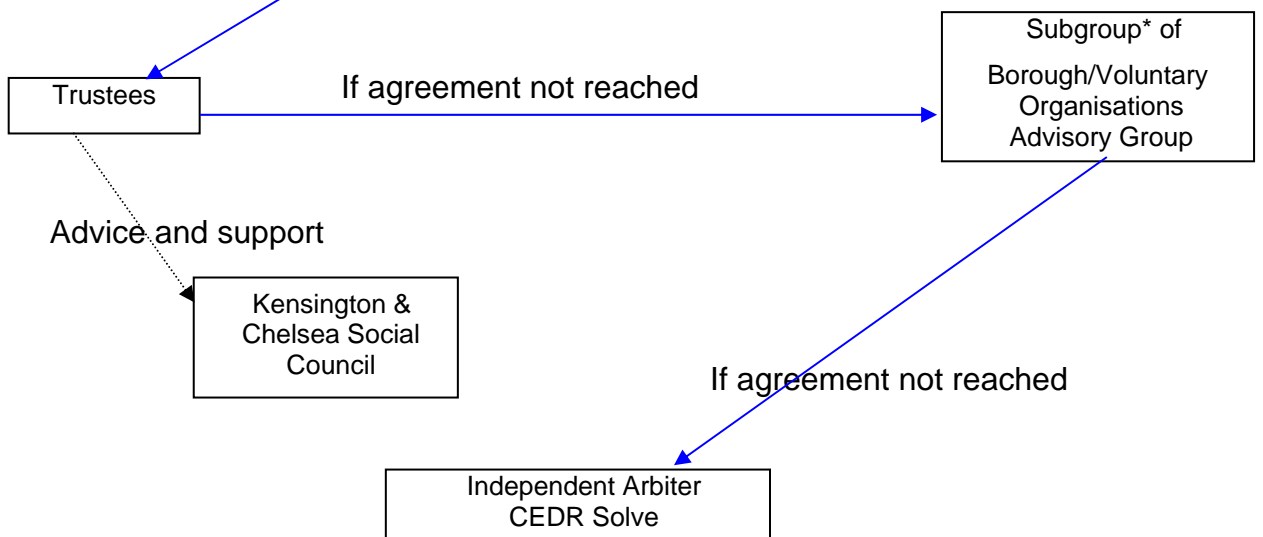 Subgroup* of
Borough/Voluntary
Organisations
Advisory Group
Trustees
If agreement not reached
Advice and support
Kensington &
Chelsea Social
Council
If agreement not reached
Independent Arbiter
CEDR Solve